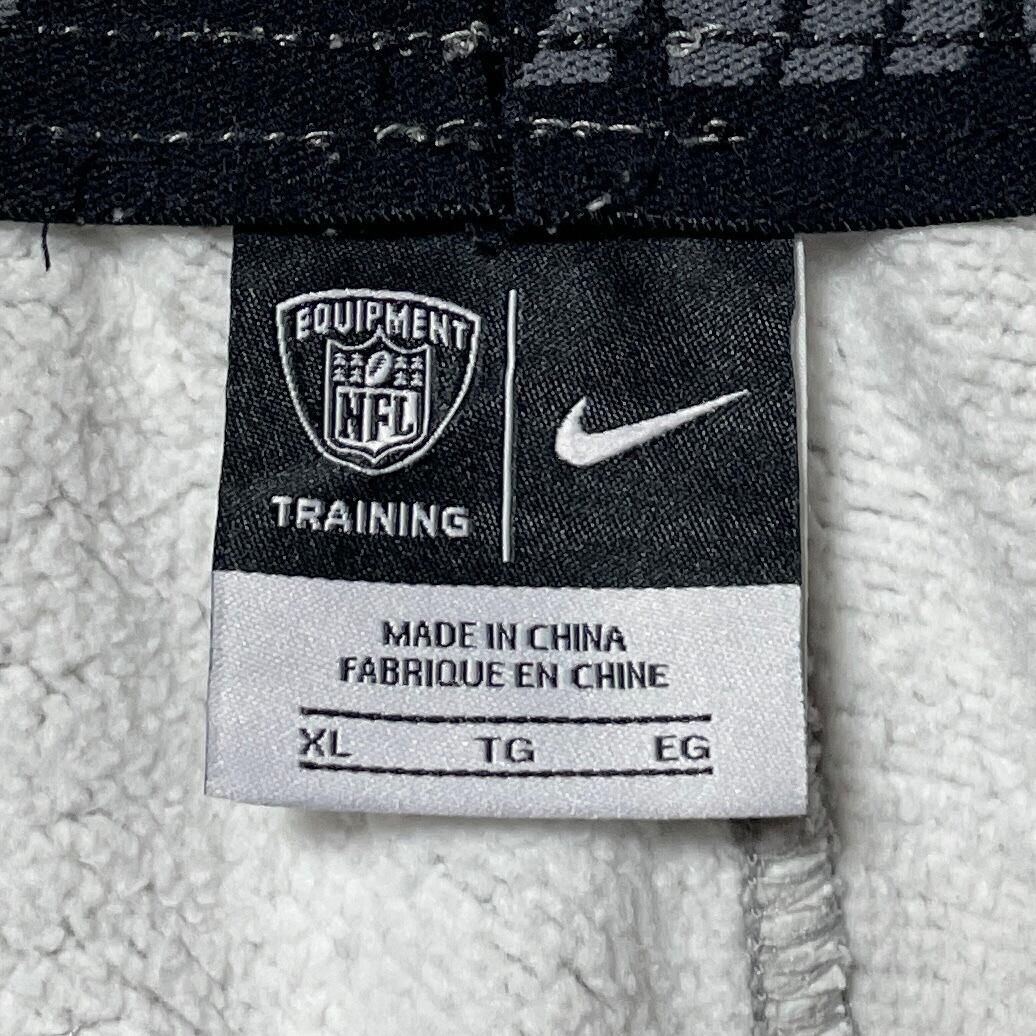 EQUIPMENT
NFL
TRAINING
MADE IN CHINA
FABRIQUE EN CHINE
XL TG EG